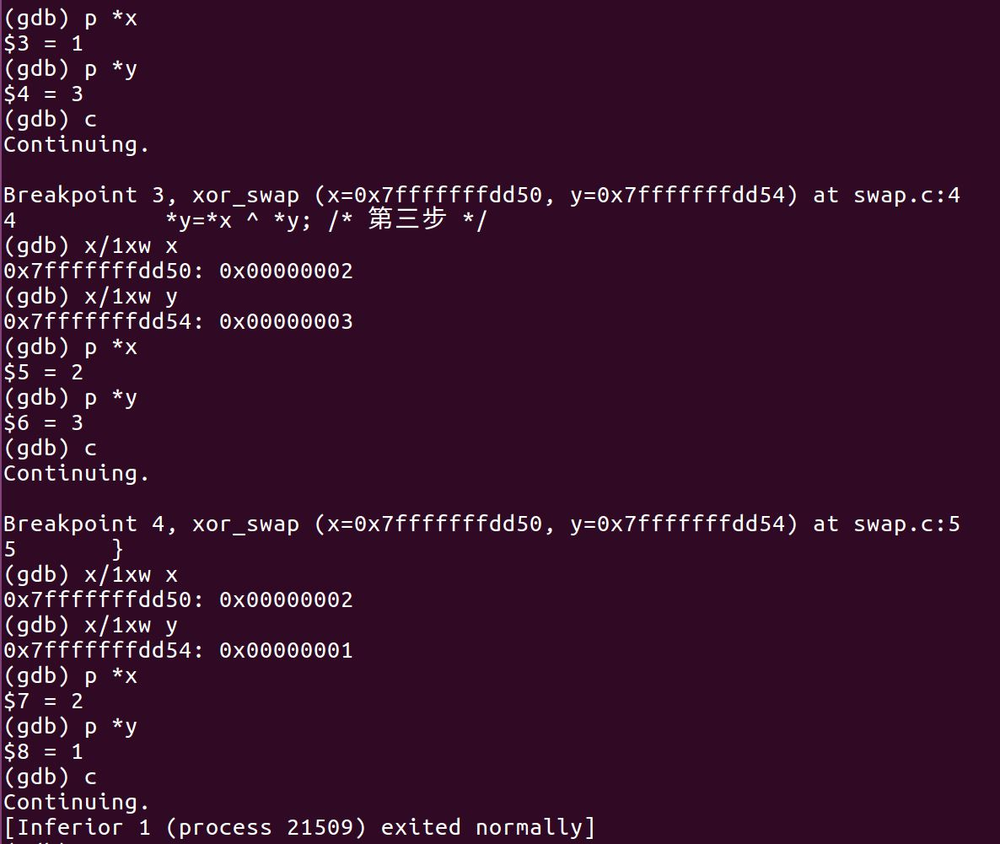 (gdb) p *x
$3 = 1
(gdb) p *y
$4 = 3
(gdb) c
Continuing.

Breakpoint 3, xor_swap (x=0x7fffffffdd50, y=0x7fffffffdd54) at swap.c:4
4           *y=*x ^ *y; /* 第三步 */
(gdb) x/1xw x
0x7fffffffdd50: 0x00000002
(gdb) x/1xw y
0x7fffffffdd54: 0x00000003
(gdb) p *x
$5 = 2
(gdb) p *y
$6 = 3
(gdb) c
Continuing.

Breakpoint 4, xor_swap (x=0x7fffffffdd50, y=0x7fffffffdd54) at swap.c:5
5       }
(gdb) x/1xw x
0x7fffffffdd50: 0x00000002
(gdb) x/1xw y
0x7fffffffdd54: 0x00000001
(gdb) p *x
$7 = 2
(gdb) p *y
$8 = 1
(gdb) c
Continuing.
[Inferior 1 (process 21509) exited normally]